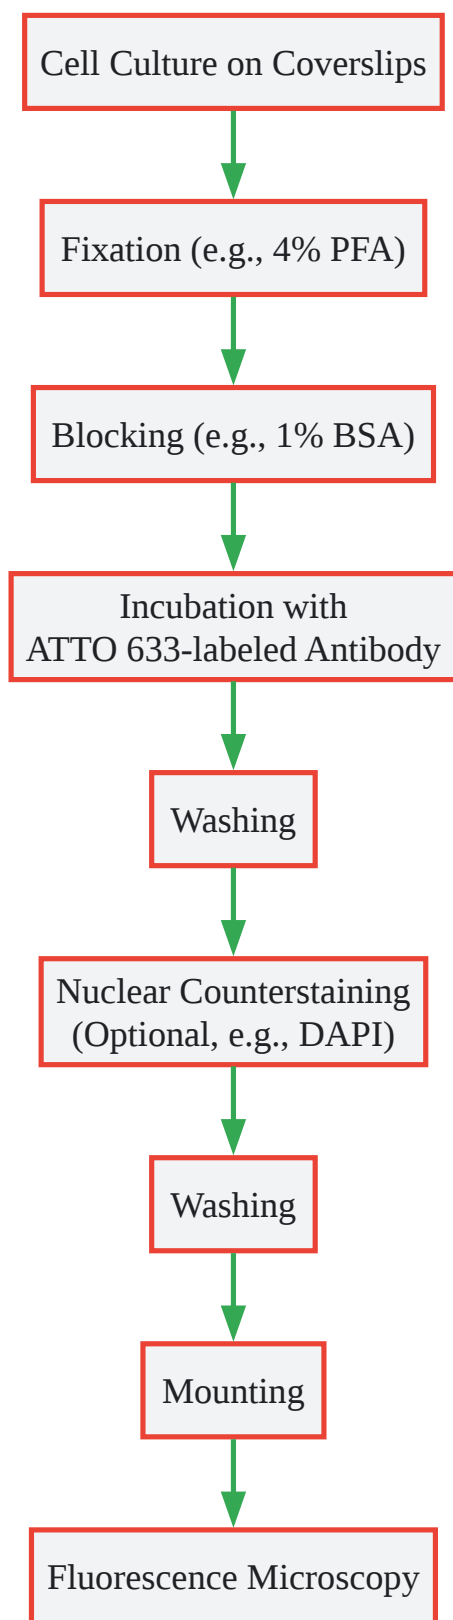 Cell Culture on Coverslips
Fixation (e.g., 4% PFA)
Blocking (e.g., 1% BSA)
Incubation with
ATTO 633-labeled Antibody
Washing
Nuclear Counterstaining
(Optional, e.g., DAPI)
Washing
Mounting
Fluorescence Microscopy